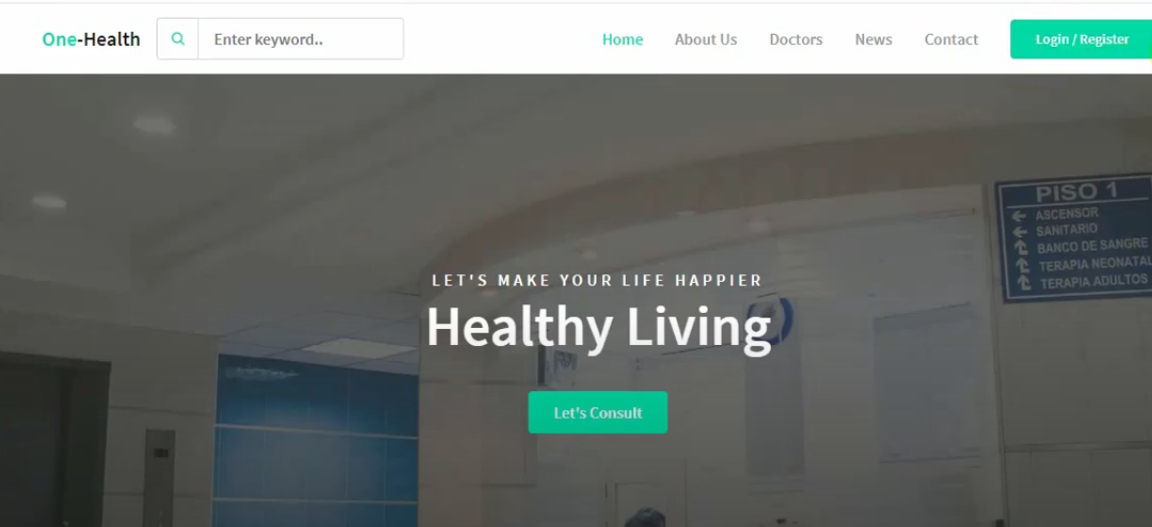 One-Health
Enter keyword..
Home
About Us
Doctors
News
Contact
Login / Register
PISO 1
ASCENSOR
SANITARIO
BANCO DE SANGRE
TERAPIA NEONATAL
TERAPIA ADULTOS
LET'S MAKE YOUR LIFE HAPPIER
Healthy Living
Let's Consult